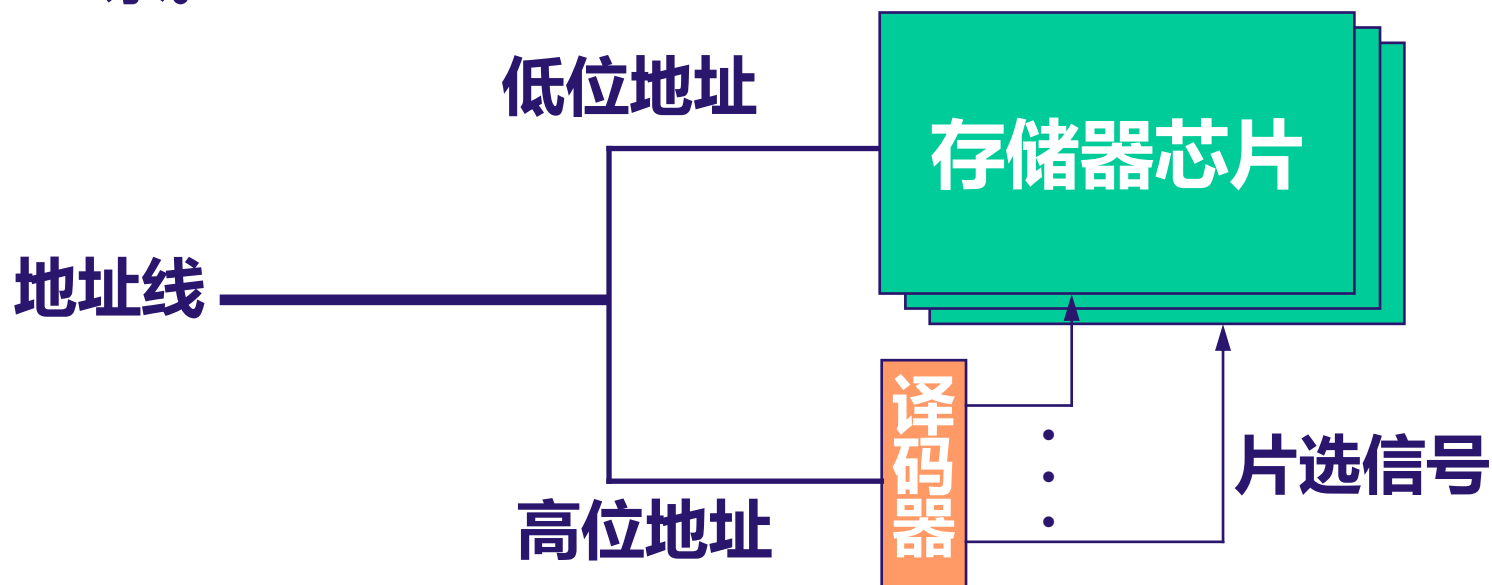 低位地址
存储器芯片
地址线
译码器
片选信号
高位地址